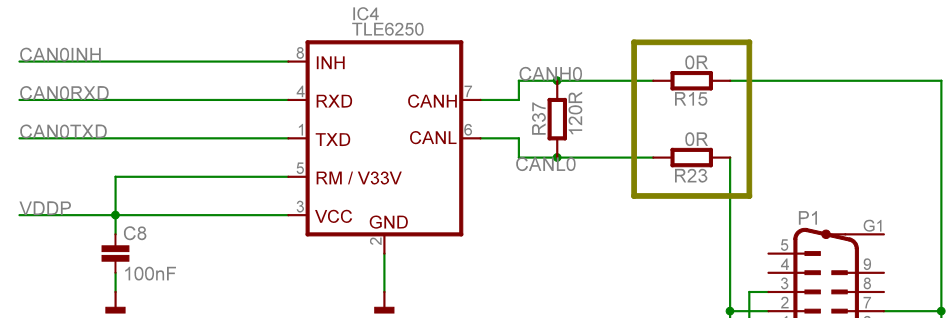 IC4
TLE6250
CAN0INH
8
INH
CAN0RXD
4
RXD
CAN0TXD
1
TXD
5
RM / V33V
VDDP
3
VCC
GND
2
CANH
7
CANL
6
C8
100nF
CANH0
R37
120R
CANL0
0R
R15
0R
R23
P1
G1
5
4
9
3
8
2
7